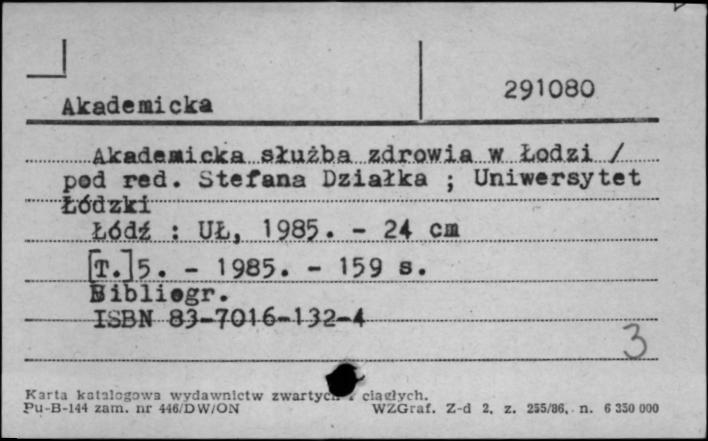 291080
Akademicka
Akademicka służba zdrowia w Łodzi /
pod red. Stefana Działka ; Uniwersytet
Łódzki
Łódź : UŁ, 1985. - 24 cm
[T.]5. - 1985. - 159 s.
Bibliogr.
ISBN 83-7016-132-4
3
Karta katalogowa wydawnictw zwartych i ciągłych.
Pu-B-144 zam. nr 446/DW/ON WZGraf. Z-d 2, z. 255/86, n. 6 350 000